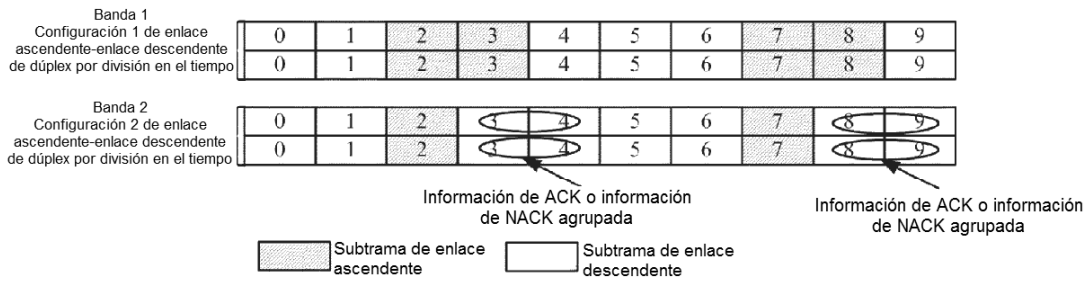 Banda 1
Configuración 1 de enlace
ascendente-enlace descendente
de dúplex por división en el tiempo
0 1 2 3 4 5 6 7 8 9
0 1 2 3 4 5 6 7 8 9
Banda 2
Configuración 2 de enlace
ascendente-enlace descendente
de dúplex por división en el tiempo
0 1 2 3 4 5 6 7 8 9
0 1 2 3 4 5 6 7 8 9
Información de ACK o información
de NACK agrupada
Información de ACK o información
de NACK agrupada
Subtrama de enlace
ascendente
Subtrama de enlace
descendente